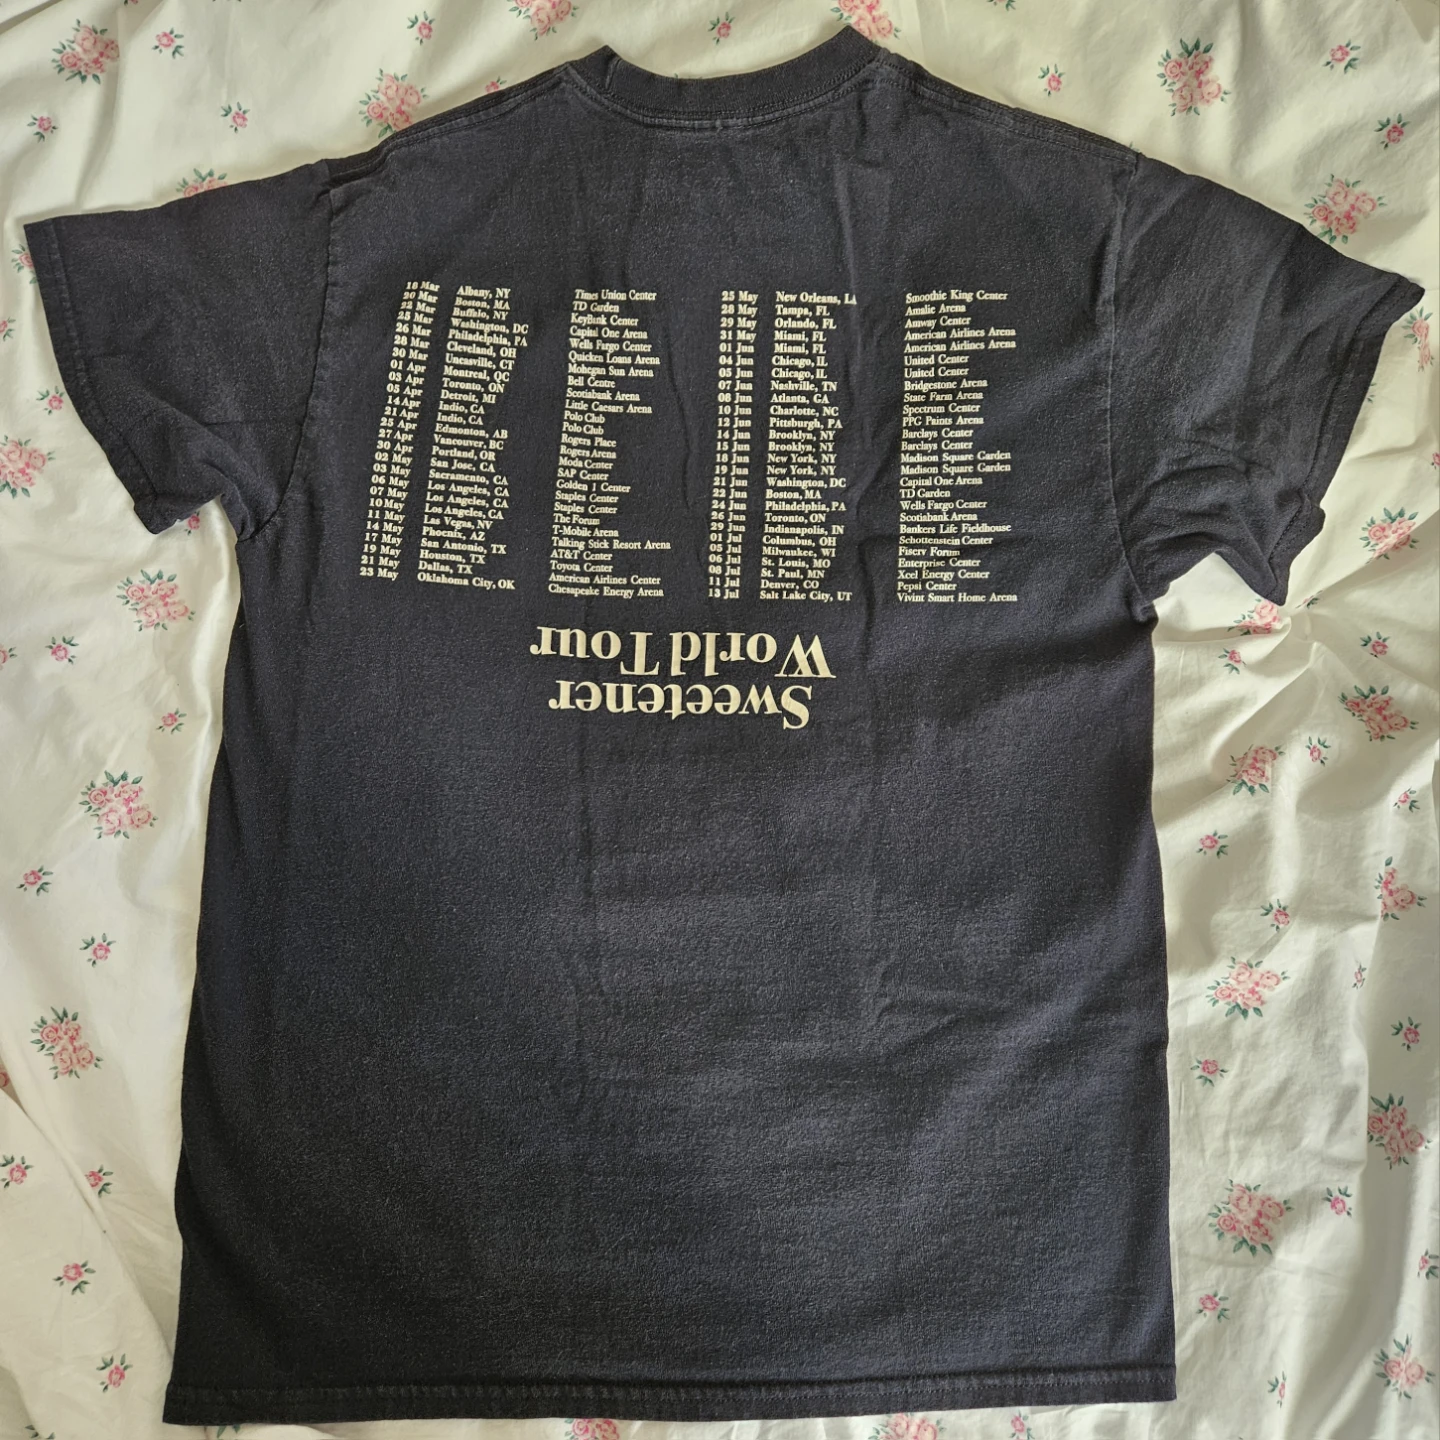 18 Mar Albany, NY Times Union Center
20 Mar Boston, MA TD Garden
22 Mar Buffalo, NY KeyBank Center
25 Mar Washington, DC Capital One Arena
26 Mar Philadelphia, PA Wells Fargo Center
28 Mar Cleveland, OH Quicken Loans Arena
30 Mar Uncasville, CT Mohegan Sun Arena
01 Apr Montreal, QC Bell Centre
03 Apr Toronto, ON Scotiabank Arena
05 Apr Detroit, MI Little Caesars Arena
14 Apr Indio, CA Polo Club
21 Apr Indio, CA Polo Club
25 Apr Edmonton, AB Rogers Place
27 Apr Vancouver, BC Rogers Arena
30 Apr Portland, OR Moda Center
02 May San Jose, CA SAP Center
03 May Sacramento, CA Golden 1 Center
06 May Los Angeles, CA Staples Center
07 May Los Angeles, CA Staples Center
10 May Los Angeles, CA The Forum
11 May Las Vegas, NV T-Mobile Arena
14 May Phoenix, AZ Talking Stick Resort Arena
17 May San Antonio, TX AT&T Center
19 May Houston, TX Toyota Center
21 May Dallas, TX American Airlines Center
23 May Oklahoma City, OK Chesapeake Energy Arena
25 May New Orleans, LA Smoothie King Center
28 May Tampa, FL Amalie Arena
29 May Orlando, FL Amway Center
31 May Miami, FL American Airlines Arena
01 Jun Miami, FL American Airlines Arena
04 Jun Chicago, IL United Center
05 Jun Chicago, IL United Center
07 Jun Nashville, TN Bridgestone Arena
08 Jun Atlanta, GA State Farm Arena
10 Jun Charlotte, NC Spectrum Center
12 Jun Pittsburgh, PA PPG Paints Arena
14 Jun Brooklyn, NY Barclays Center
15 Jun Brooklyn, NY Barclays Center
18 Jun New York, NY Madison Square Garden
19 Jun New York, NY Madison Square Garden
21 Jun Washington, DC Capital One Arena
22 Jun Boston, MA TD Garden
24 Jun Philadelphia, PA Wells Fargo Center
26 Jun Toronto, ON Scotiabank Arena
29 Jun Indianapolis, IN Bankers Life Fieldhouse
01 Jul Columbus, OH Schottenstein Center
05 Jul Milwaukee, WI Fiserv Forum
06 Jul St. Louis, MO Enterprise Center
08 Jul St. Paul, MN Xcel Energy Center
11 Jul Denver, CO Pepsi Center
13 Jul Salt Lake City, UT Vivint Smart Home Arena
Sweetener
World Tour